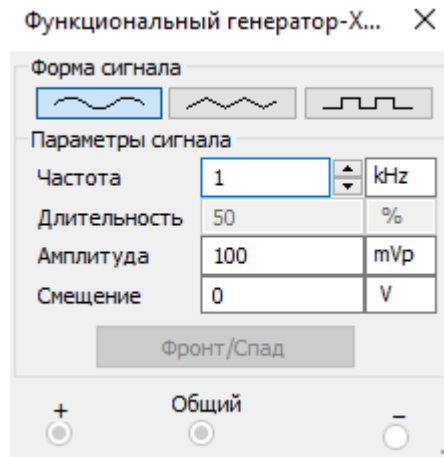 Функциональный генератор-X...
Форма сигнала
Параметры сигнала
Частота 1 kHz
Длительность 50 %
Амплитуда 100 mVp
Смещение 0 V
Фронт/Спад
+ Общий −